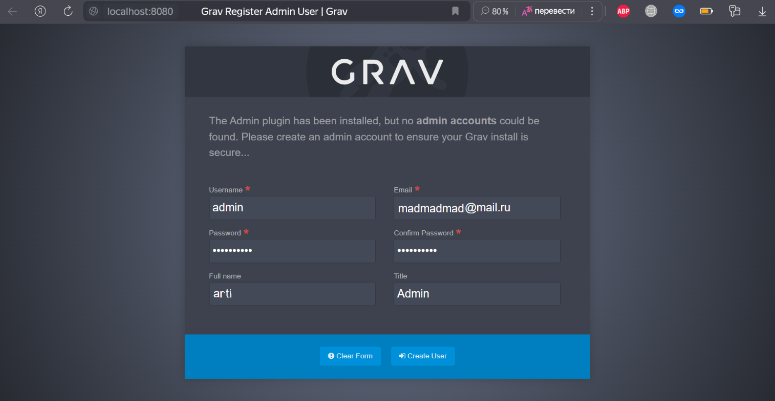 localhost:8080 Grav Register Admin User | Grav 80% перевести ABP
GRAV
The Admin plugin has been installed, but no admin accounts could be
found. Please create an admin account to ensure your Grav install is
secure...
Username * Email *
admin madmadmad@mail.ru
Password * Confirm Password *
•••••••••• ••••••••••
Full name Title
arti Admin
Clear Form Create User